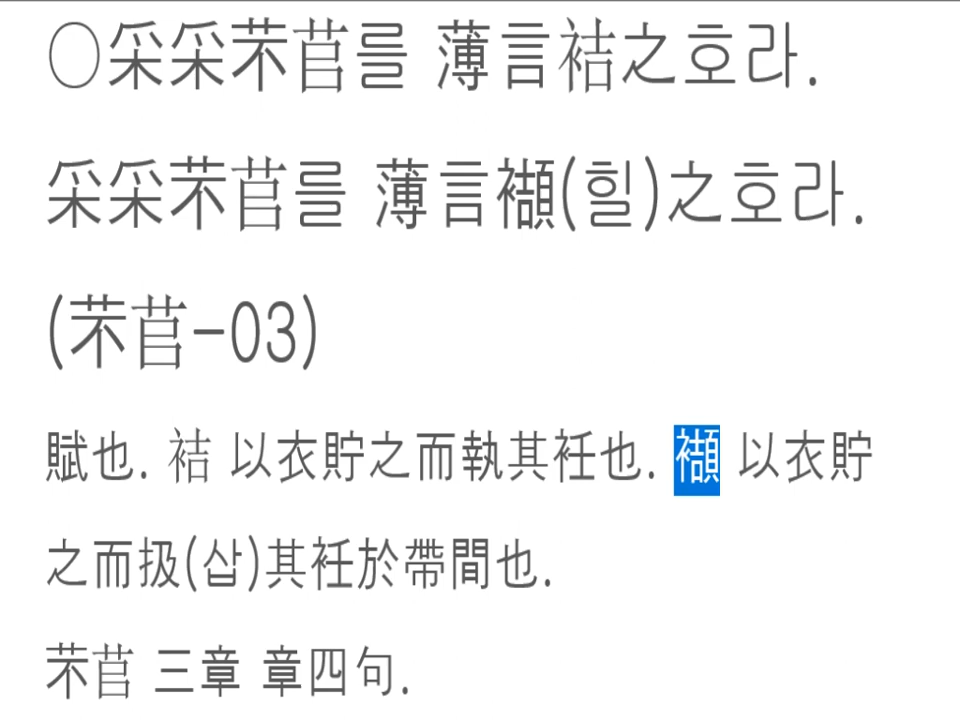 ○采采芣苢를 薄言袺之호라.
采采芣苢를 薄言襭(힐)之호라.
(芣苢-03)
賦也. 袺 以衣貯之而執其衽也. 襭 以衣貯
之而扱(삽)其衽於帶間也.
芣苢 三章 章四句.